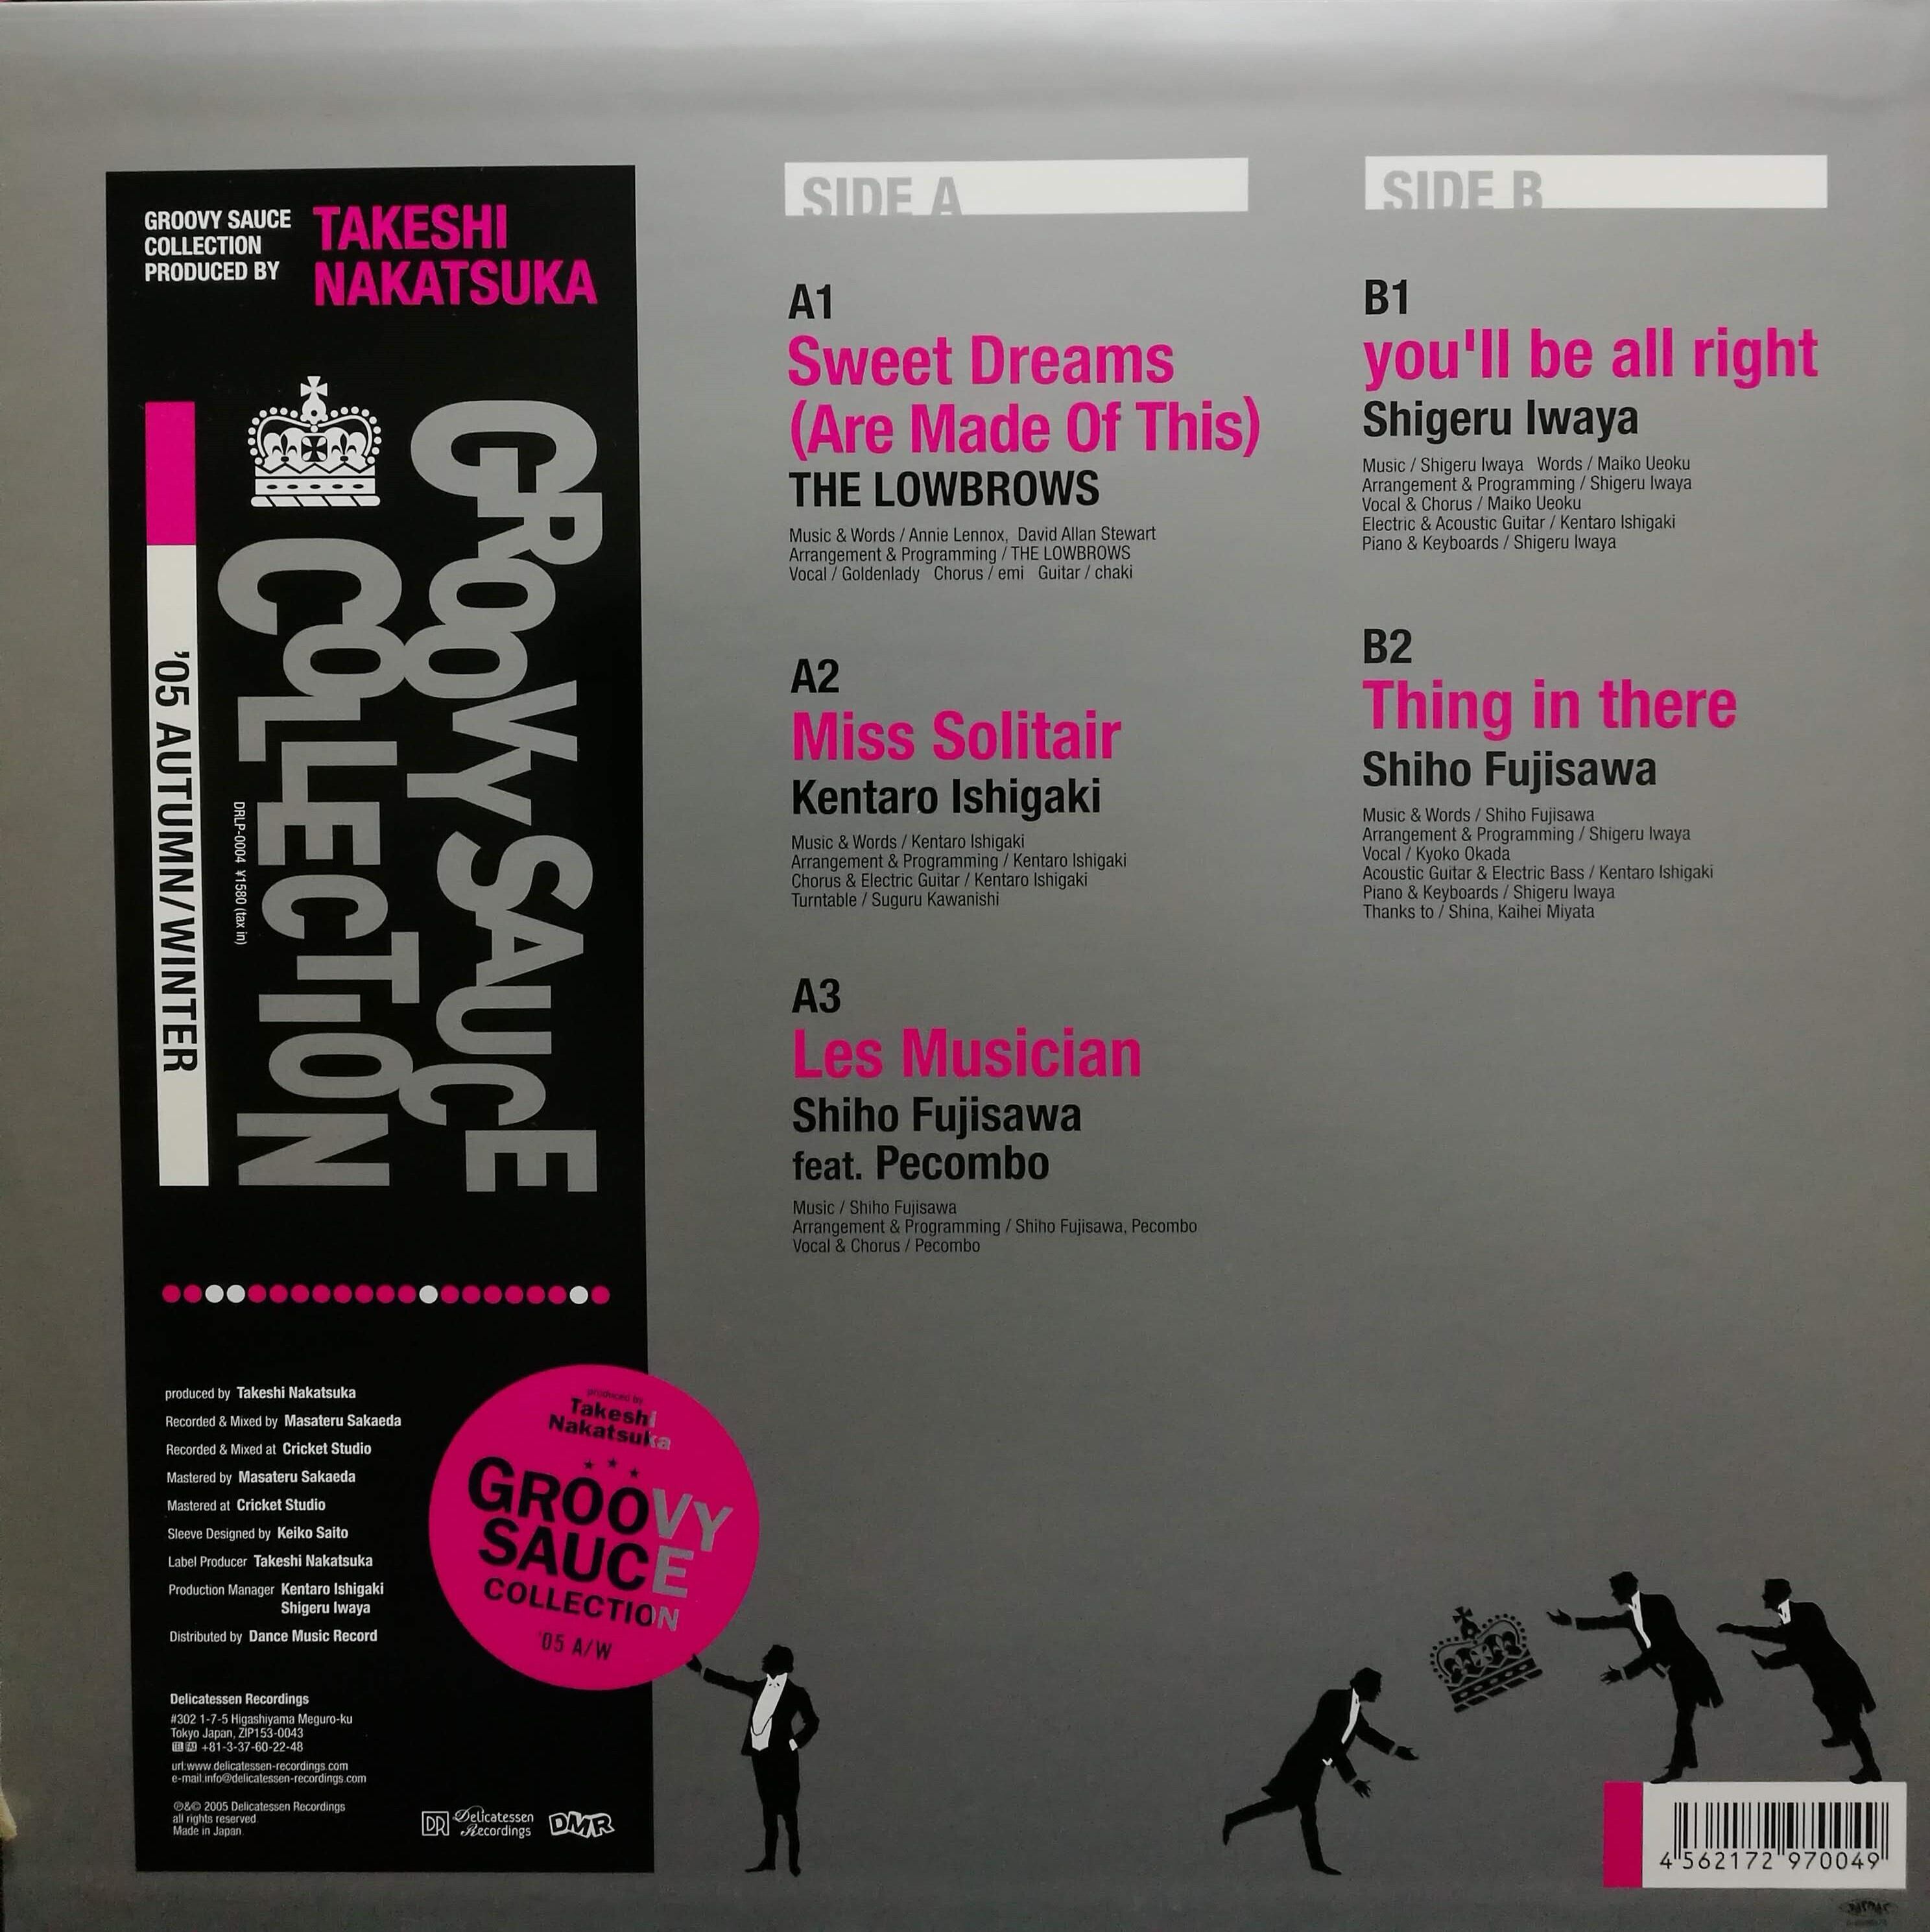 GROOVY SAUCE
COLLECTION
PRODUCED BY
TAKESHI
NAKATSUKA
GROOVY SAUCE
COLLECTION
DRLP-0004 ¥1580 (tax in)
'05 AUTUMN/WINTER
produced by Takeshi Nakatsuka
Recorded & Mixed by Masateru Sakaeda
Recorded & Mixed at Cricket Studio
Mastered by Masateru Sakaeda
Mastered at Cricket Studio
Sleeve Designed by Keiko Saito
Label Producer Takeshi Nakatsuka
Production Manager Kentaro Ishigaki
Shigeru Iwaya
Distributed by Dance Music Record
Delicatessen Recordings
#302 1-7-5 Higashiyama Meguro-ku
Tokyo Japan, ZIP153-0043
TEL FAX +81-3-37-60-22-48
url:www.delicatessen-recordings.com
e-mail.info@delicatessen-recordings.com
℗&© 2005 Delicatessen Recordings
all rights reserved.
Made in Japan.
DR Delicatessen
Recordings
DMR
produced by
Takeshi
Nakatsuka
GROOVY
SAUCE
COLLECTION
'05 A/W
SIDE A
A1
Sweet Dreams
(Are Made Of This)
THE LOWBROWS
Music & Words / Annie Lennox, David Allan Stewart
Arrangement & Programming / THE LOWBROWS
Vocal / Goldenlady Chorus / emi Guitar / chaki
A2
Miss Solitair
Kentaro Ishigaki
Music & Words / Kentaro Ishigaki
Arrangement & Programming / Kentaro Ishigaki
Chorus & Electric Guitar / Kentaro Ishigaki
Turntable / Suguru Kawanishi
A3
Les Musician
Shiho Fujisawa
feat. Pecombo
Music / Shiho Fujisawa
Arrangement & Programming / Shiho Fujisawa, Pecombo
Vocal & Chorus / Pecombo
SIDE B
B1
you'll be all right
Shigeru Iwaya
Music / Shigeru Iwaya Words / Maiko Ueoku
Arrangement & Programming / Shigeru Iwaya
Vocal & Chorus / Maiko Ueoku
Electric & Acoustic Guitar / Kentaro Ishigaki
Piano & Keyboards / Shigeru Iwaya
B2
Thing in there
Shiho Fujisawa
Music & Words / Shiho Fujisawa
Arrangement & Programming / Shigeru Iwaya
Vocal / Kyoko Okada
Acoustic Guitar & Electric Bass / Kentaro Ishigaki
Piano & Keyboards / Shigeru Iwaya
Thanks to / Shina, Kaihei Miyata
4 562172 970049